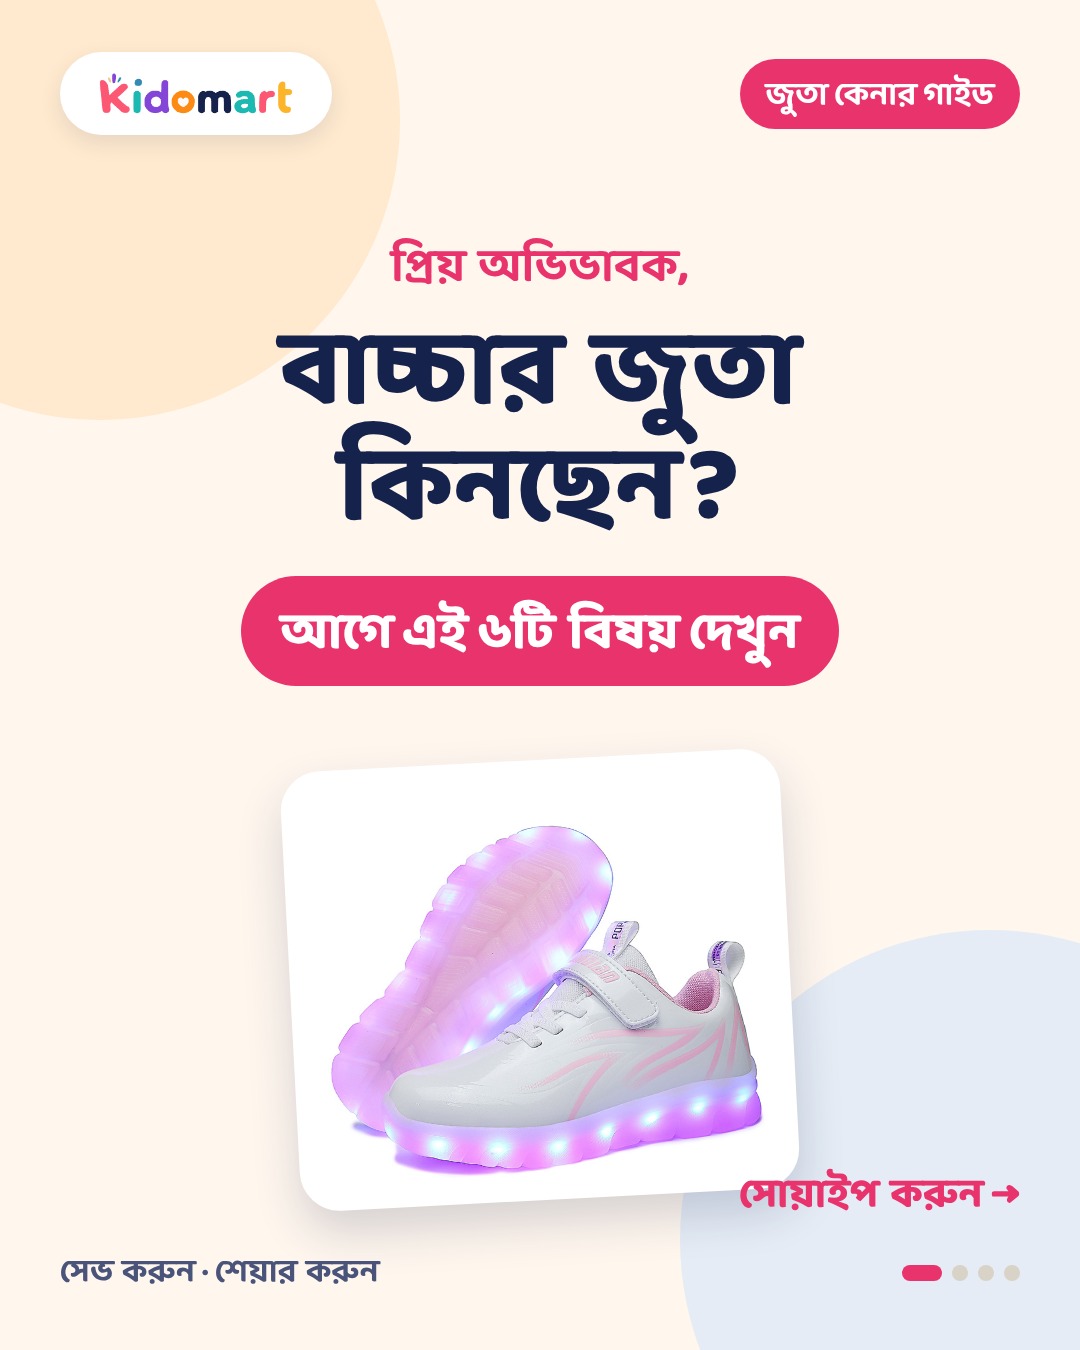 Kidomart
জুতা কেনার গাইড
প্রিয় অভিভাবক,
বাচ্চার জুতা
কিনছেন?
আগে এই ৬টি বিষয় দেখুন
সোয়াইপ করুন →
সেভ করুন · শেয়ার করুন